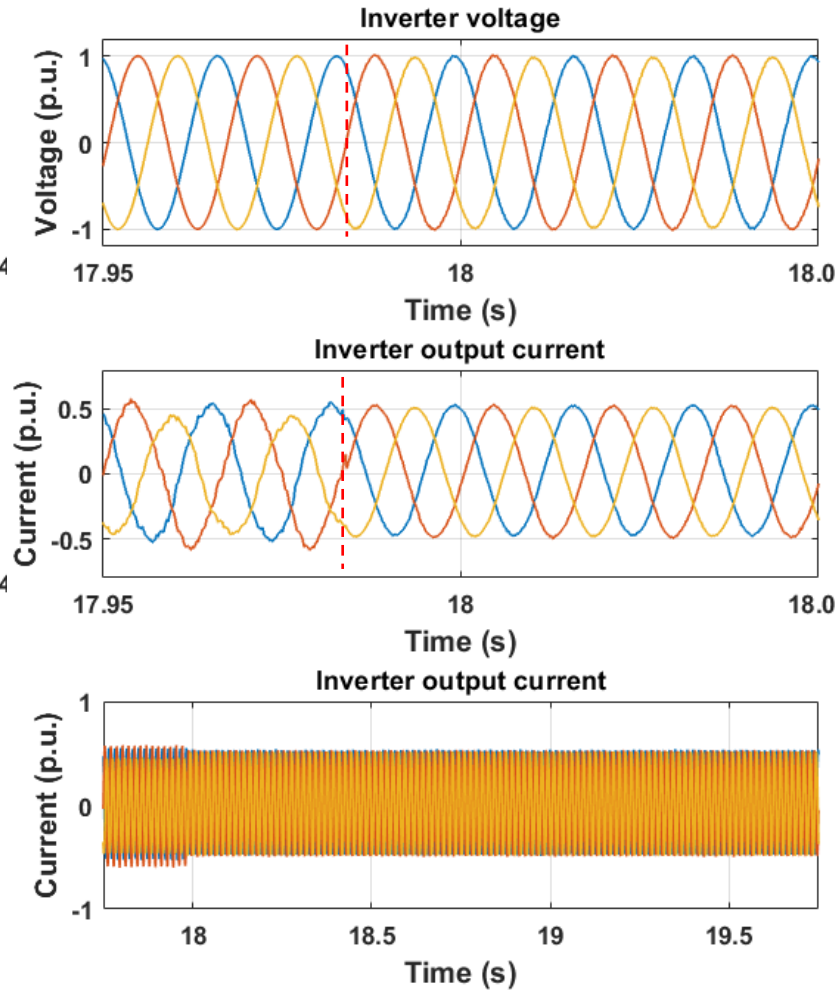 Inverter voltage
Voltage (p.u.)
1
0
-1
4
17.95
18
18.0
Time (s)
Inverter output current
Current (p.u.)
0.5
0
-0.5
4
17.95
18
18.0
Time (s)
Inverter output current
Current (p.u.)
1
0
-1
18
18.5
19
19.5
Time (s)